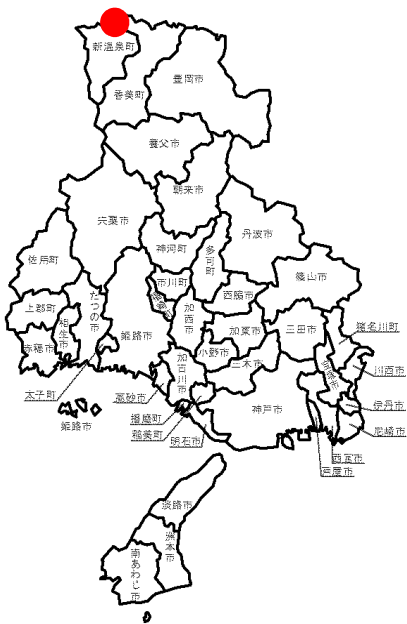 新温泉町
豊岡市
香美町
養父市
朝来市
宍粟市
丹波市
神河町
多可町
佐用町
篠山市
市川町
福崎町
西脇市
上郡町
たつの市
相生市
加西市
加東市
三田市
猪名川町
姫路市
赤穂市
小野市
三木市
宝塚市
川西市
加古川市
太子町
高砂市
神戸市
伊丹市
播磨町
尼崎市
姫路市
稲美町
明石市
西宮市
芦屋市
淡路市
洲本市
南あわじ市